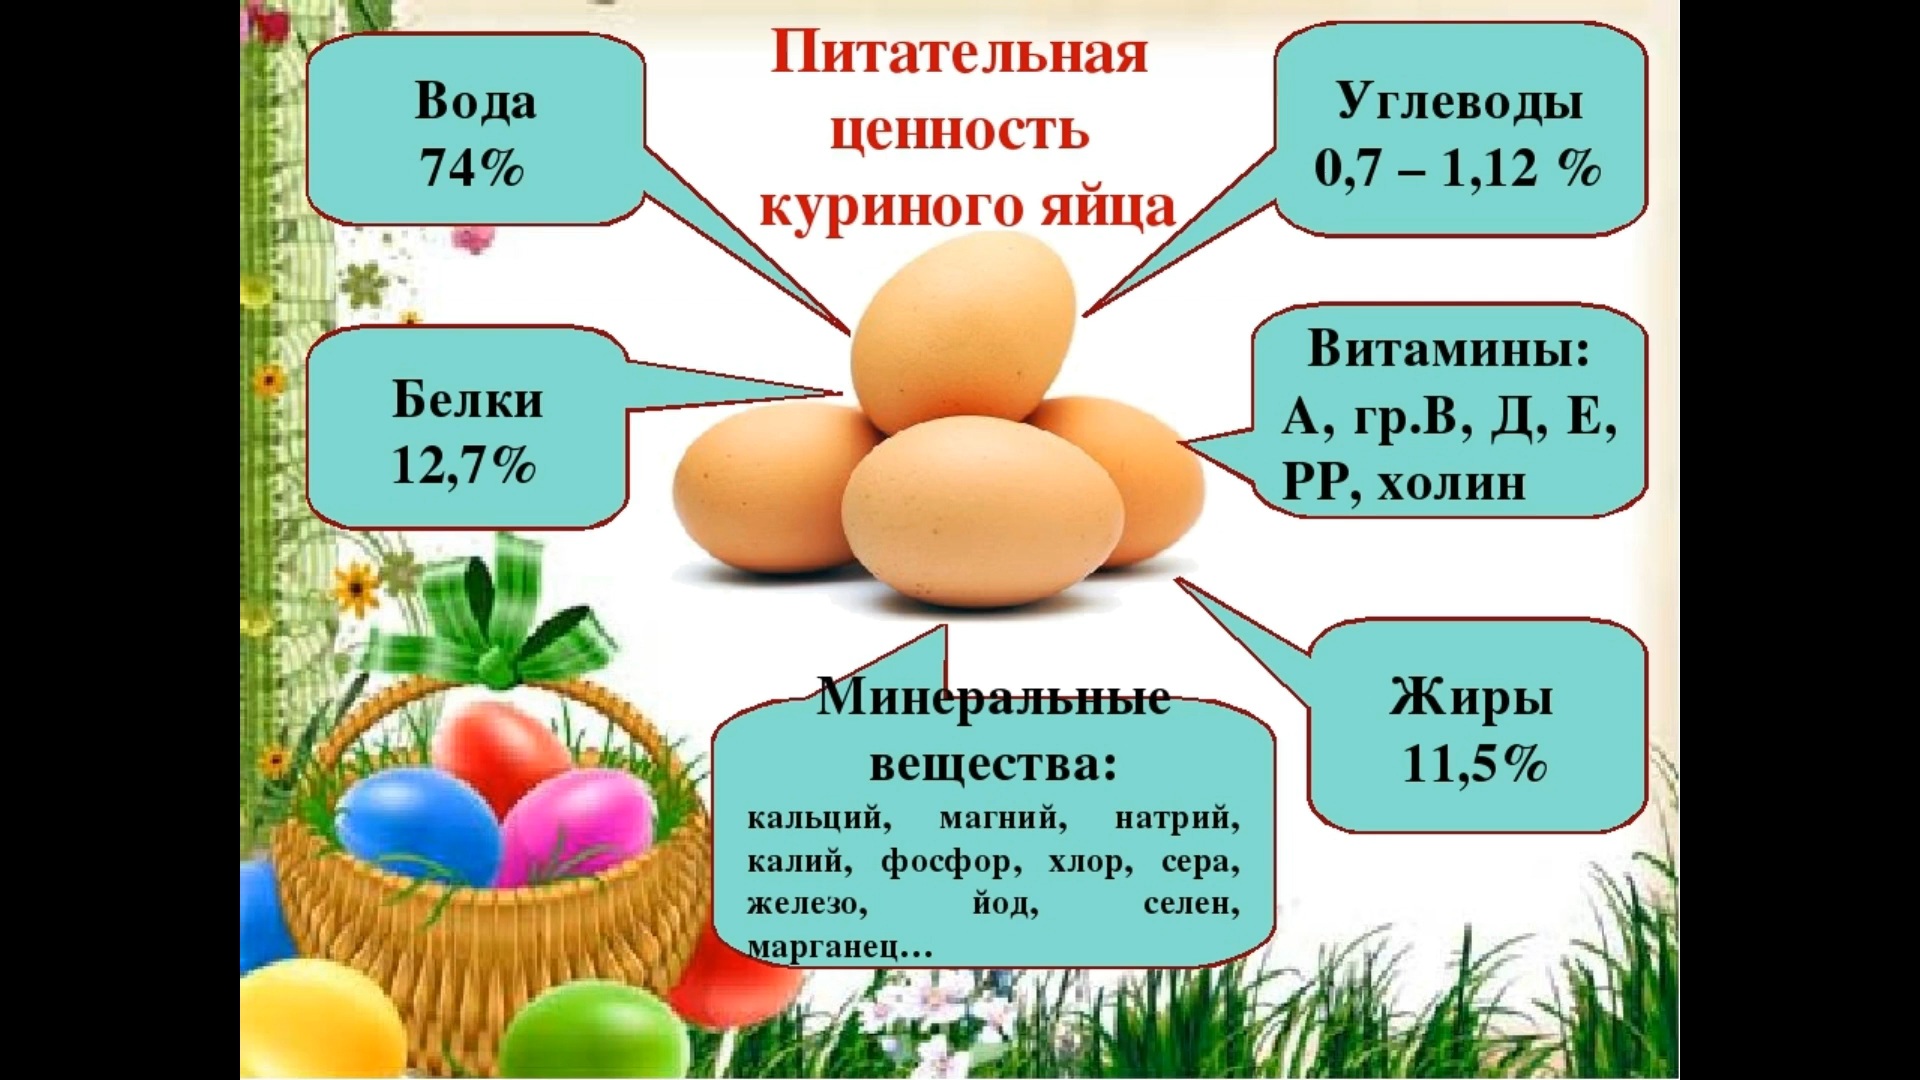 Питательная
ценность
куриного яйца
Вода
74%
Углеводы
0,7 – 1,12 %
Белки
12,7%
Витамины:
А, гр.В, Д, Е,
РР, холин
Жиры
11,5%
Минеральные
вещества:
кальций, магний, натрий,
калий, фосфор, хлор, сера,
железо, йод, селен,
марганец…